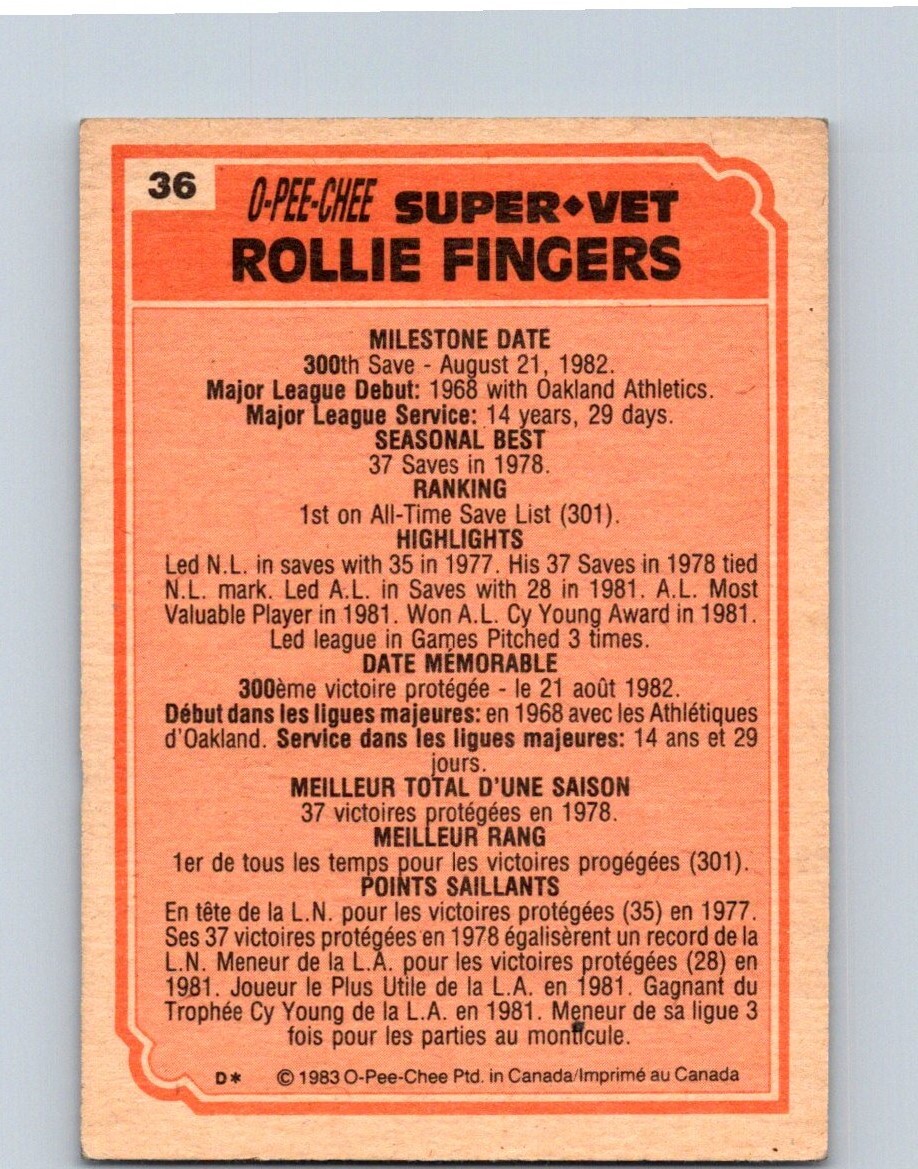 36
O-PEE-CHEE SUPER◆VET
ROLLIE FINGERS
MILESTONE DATE
300th Save - August 21, 1982.
Major League Debut: 1968 with Oakland Athletics.
Major League Service: 14 years, 29 days.
SEASONAL BEST
37 Saves in 1978.
RANKING
1st on All-Time Save List (301).
HIGHLIGHTS
Led N.L. in saves with 35 in 1977. His 37 Saves in 1978 tied
N.L. mark. Led A.L. in Saves with 28 in 1981. A.L. Most
Valuable Player in 1981. Won A.L. Cy Young Award in 1981.
Led league in Games Pitched 3 times.
DATE MÉMORABLE
300ème victoire protégée - le 21 août 1982.
Début dans les ligues majeures: en 1968 avec les Athlétiques
d'Oakland. Service dans les ligues majeures: 14 ans et 29
jours.
MEILLEUR TOTAL D'UNE SAISON
37 victoires protégées en 1978.
MEILLEUR RANG
1er de tous les temps pour les victoires progégées (301).
POINTS SAILLANTS
En tête de la L.N. pour les victoires protégées (35) en 1977.
Ses 37 victoires protégées en 1978 égalisèrent un record de la
L.N. Meneur de la L.A. pour les victoires protégées (28) en
1981. Joueur le Plus Utile de la L.A. en 1981. Gagnant du
Trophée Cy Young de la L.A. en 1981. Meneur de sa ligue 3
fois pour les parties au monticule.
D* © 1983 O-Pee-Chee Ptd. in Canada/Imprimé au Canada